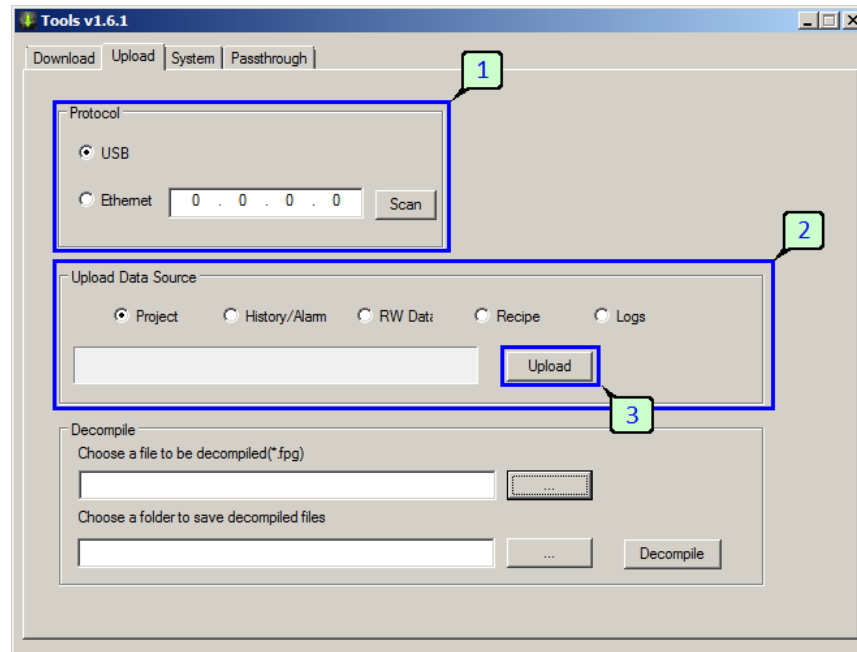 Tools v1.6.1
Download Upload System Passthrough
1
Protocol
USB
Ethernet 0 . 0 . 0 . 0 Scan
2
Upload Data Source
Project History/Alarm RW Data Recipe Logs
Upload
3
Decompile
Choose a file to be decompiled(*.fpg)
...
Choose a folder to save decompiled files
... Decompile